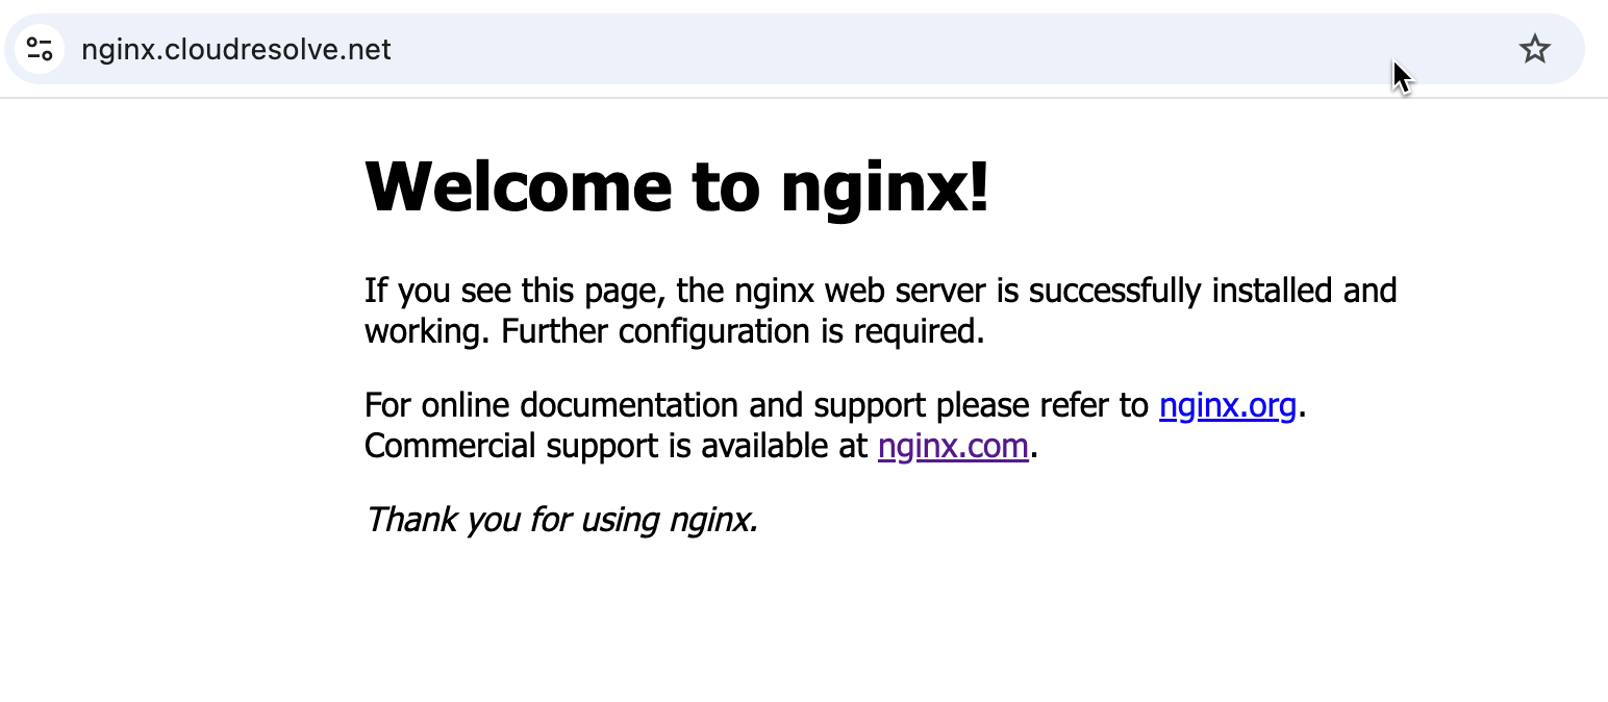 nginx.cloudresolve.net
Welcome to nginx!
If you see this page, the nginx web server is successfully installed and
working. Further configuration is required.
For online documentation and support please refer to nginx.org.
Commercial support is available at nginx.com.
Thank you for using nginx.